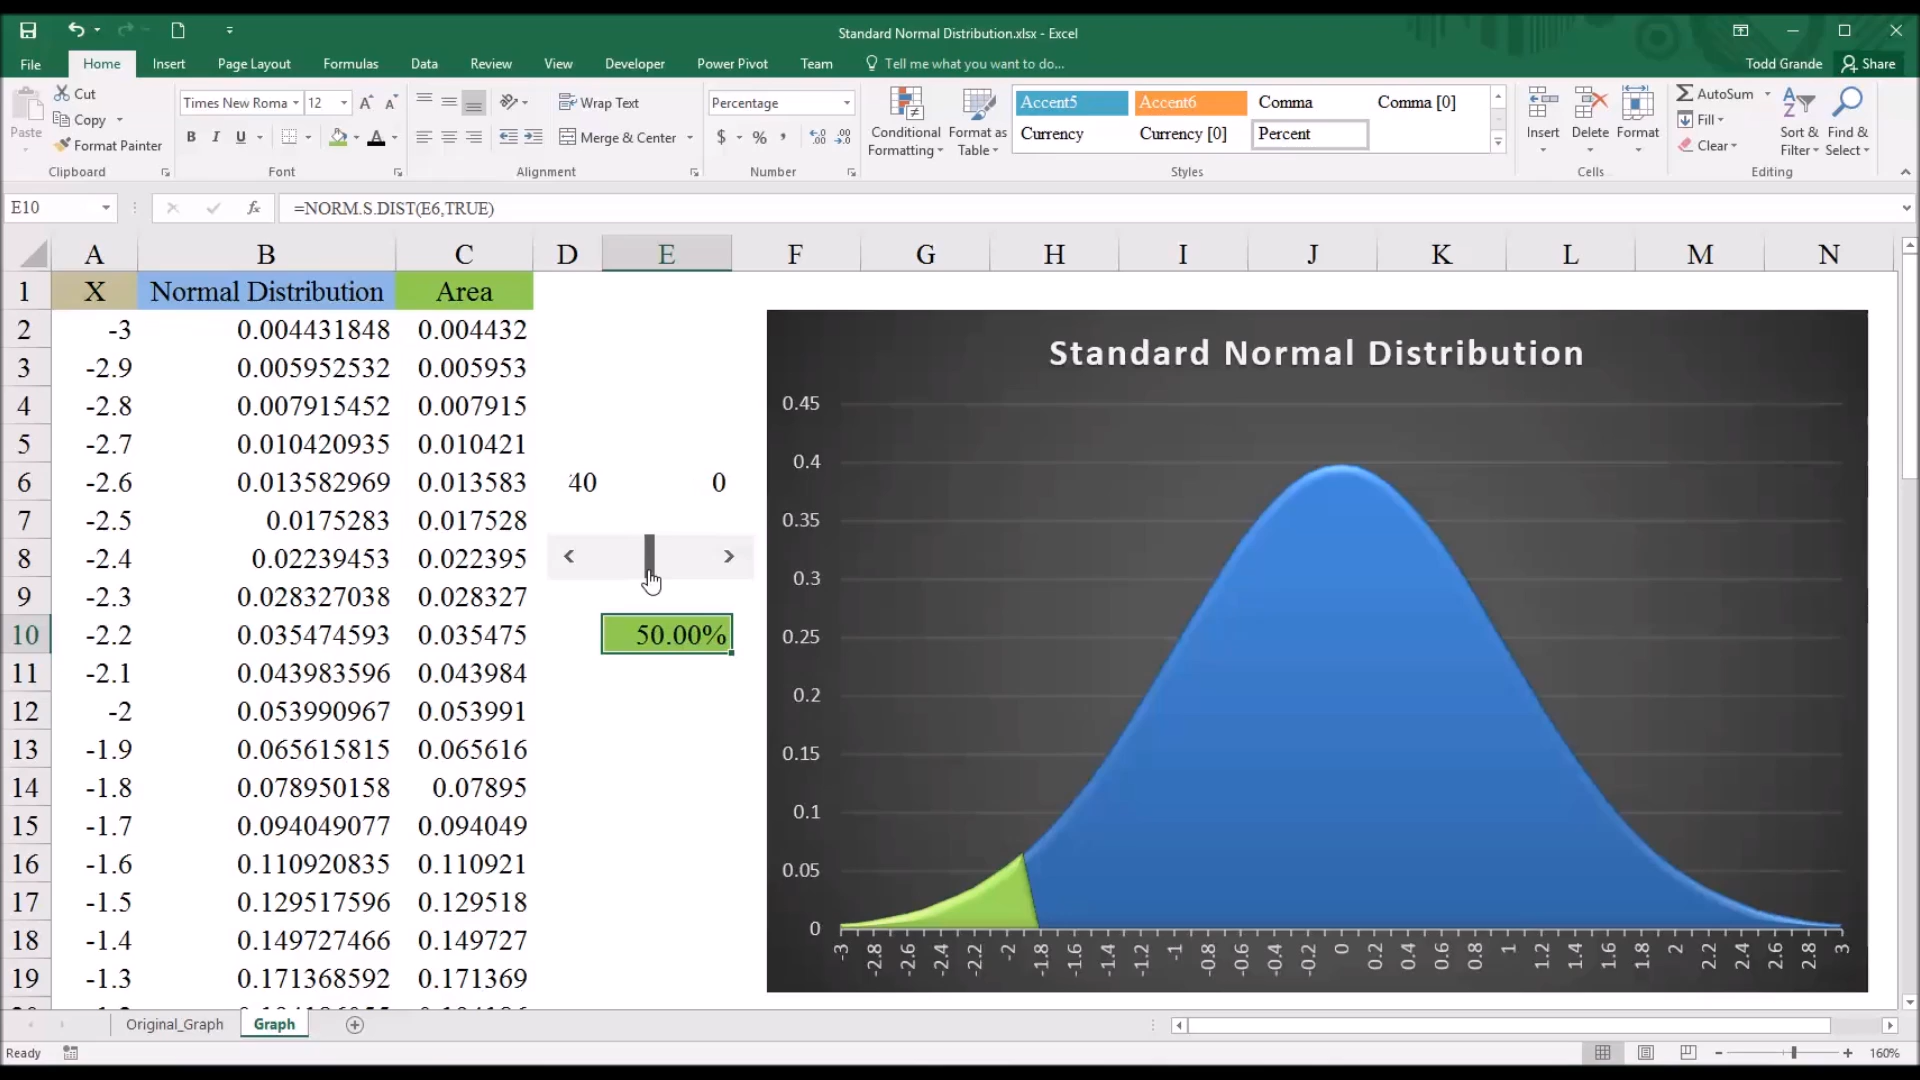 Standard Normal Distribution.xlsx - Excel
File Home Insert Page Layout Formulas Data Review View Developer Power Pivot Team Tell me what you want to do... Todd Grande Share
Paste
Cut
Copy
Format Painter
Clipboard
Times New Roma 12
B I U
Font
Wrap Text
Merge & Center
Alignment
Percentage
$ % ,
Number
Conditional Formatting
Format as Table
Accent5 Accent6 Comma Comma [0]
Currency Currency [0] Percent
Styles
Insert Delete Format
Cells
AutoSum
Fill
Clear
Sort & Filter
Find & Select
Editing
E10 fx =NORM.S.DIST(E6,TRUE)
A B C D E F G H I J K L M N
1 X Normal Distribution Area
2 -3 0.004431848 0.004432
3 -2.9 0.005952532 0.005953
4 -2.8 0.007915452 0.007915
5 -2.7 0.010420935 0.010421
6 -2.6 0.013582969 0.013583 40 0
7 -2.5 0.0175283 0.017528
8 -2.4 0.02239453 0.022395
9 -2.3 0.028327038 0.028327
10 -2.2 0.035474593 0.035475 50.00%
11 -2.1 0.043983596 0.043984
12 -2 0.053990967 0.053991
13 -1.9 0.065615815 0.065616
14 -1.8 0.078950158 0.07895
15 -1.7 0.094049077 0.094049
16 -1.6 0.110920835 0.110921
17 -1.5 0.129517596 0.129518
18 -1.4 0.149727466 0.149727
19 -1.3 0.171368592 0.171369
Standard Normal Distribution
0.45
0.4
0.35
0.3
0.25
0.2
0.15
0.1
0.05
0
-3 -2.8 -2.6 -2.4 -2.2 -2 -1.8 -1.6 -1.4 -1.2 -1 -0.8 -0.6 -0.4 -0.2 0 0.2 0.4 0.6 0.8 1 1.2 1.4 1.6 1.8 2 2.2 2.4 2.6 2.8 3
Original_Graph Graph
Ready 160%